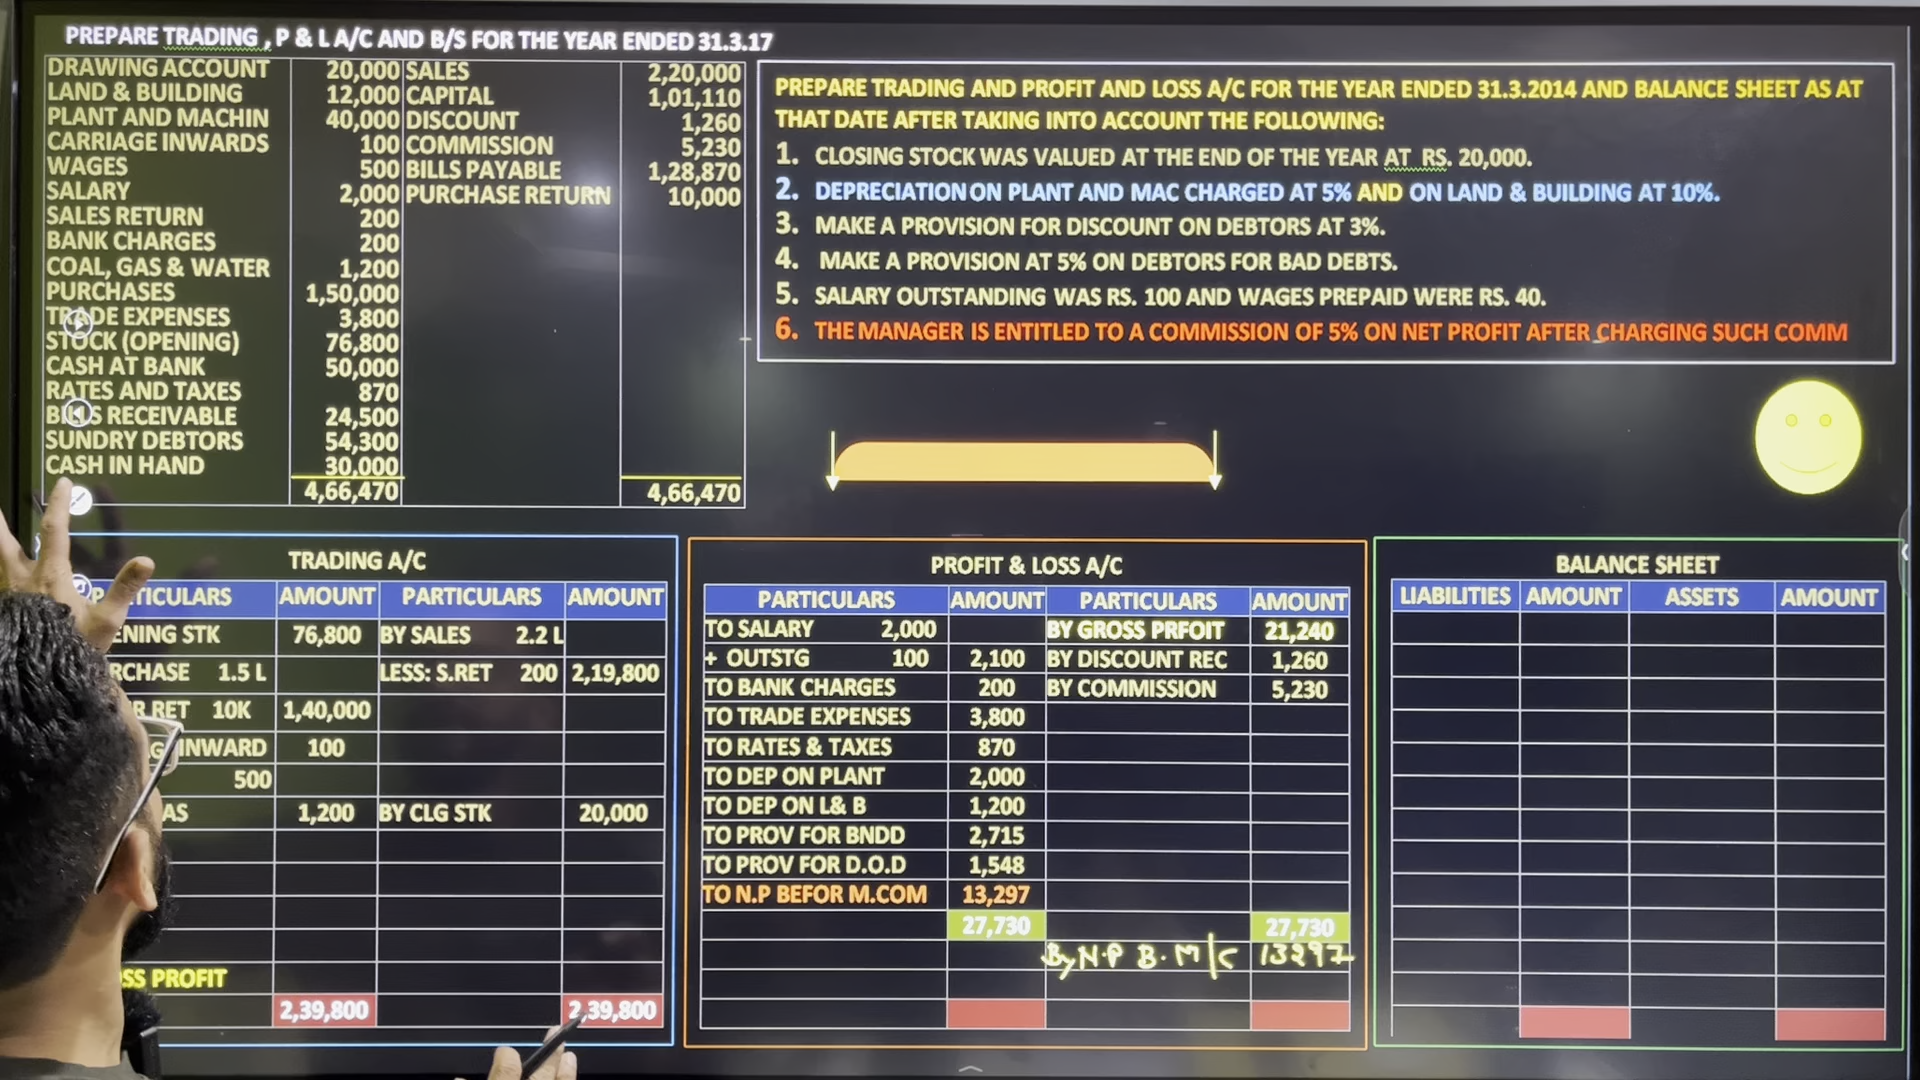 PREPARE TRADING , P & L A/C AND B/S FOR THE YEAR ENDED 31.3.17
DRAWING ACCOUNT 20,000 SALES 2,20,000
LAND & BUILDING 12,000 CAPITAL 1,01,110
PLANT AND MACHIN 40,000 DISCOUNT 1,260
CARRIAGE INWARDS 100 COMMISSION 5,230
WAGES 500 BILLS PAYABLE 1,28,870
SALARY 2,000 PURCHASE RETURN 10,000
SALES RETURN 200
BANK CHARGES 200
COAL, GAS & WATER 1,200
PURCHASES 1,50,000
TRADE EXPENSES 3,800
STOCK (OPENING) 76,800
CASH AT BANK 50,000
RATES AND TAXES 870
BILLS RECEIVABLE 24,500
SUNDRY DEBTORS 54,300
CASH IN HAND 30,000
4,66,470 4,66,470
PREPARE TRADING AND PROFIT AND LOSS A/C FOR THE YEAR ENDED 31.3.2014 AND BALANCE SHEET AS AT
THAT DATE AFTER TAKING INTO ACCOUNT THE FOLLOWING:
1. CLOSING STOCK WAS VALUED AT THE END OF THE YEAR AT RS. 20,000.
2. DEPRECIATION ON PLANT AND MAC CHARGED AT 5% AND ON LAND & BUILDING AT 10%.
3. MAKE A PROVISION FOR DISCOUNT ON DEBTORS AT 3%.
4. MAKE A PROVISION AT 5% ON DEBTORS FOR BAD DEBTS.
5. SALARY OUTSTANDING WAS RS. 100 AND WAGES PREPAID WERE RS. 40.
6. THE MANAGER IS ENTITLED TO A COMMISSION OF 5% ON NET PROFIT AFTER CHARGING SUCH COMM
TRADING A/C
PARTICULARS AMOUNT PARTICULARS AMOUNT
ENING STK 76,800 BY SALES 2.2 L
RCHASE 1.5 L LESS: S.RET 200 2,19,800
R RET 10K 1,40,000
G INWARD 100
500
AS 1,200 BY CLG STK 20,000
SS PROFIT
2,39,800 2,39,800
PROFIT & LOSS A/C
PARTICULARS AMOUNT PARTICULARS AMOUNT
TO SALARY 2,000 BY GROSS PRFOIT 21,240
+ OUTSTG 100 2,100 BY DISCOUNT REC 1,260
TO BANK CHARGES 200 BY COMMISSION 5,230
TO TRADE EXPENSES 3,800
TO RATES & TAXES 870
TO DEP ON PLANT 2,000
TO DEP ON L& B 1,200
TO PROV FOR BNDD 2,715
TO PROV FOR D.O.D 1,548
TO N.P BEFOR M.COM 13,297
27,730 27,730
By N.P B.M/C 13297
BALANCE SHEET
LIABILITIES AMOUNT ASSETS AMOUNT